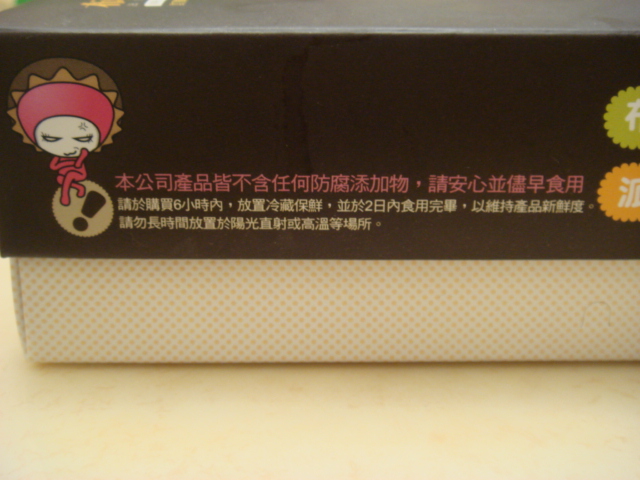 本公司產品皆不含任何防腐添加物，請安心並儘早食用
請於購買6小時內，放置冷藏保鮮，並於2日內食用完畢，以維持產品新鮮度。
請勿長時間放置於陽光直射或高溫等場所。